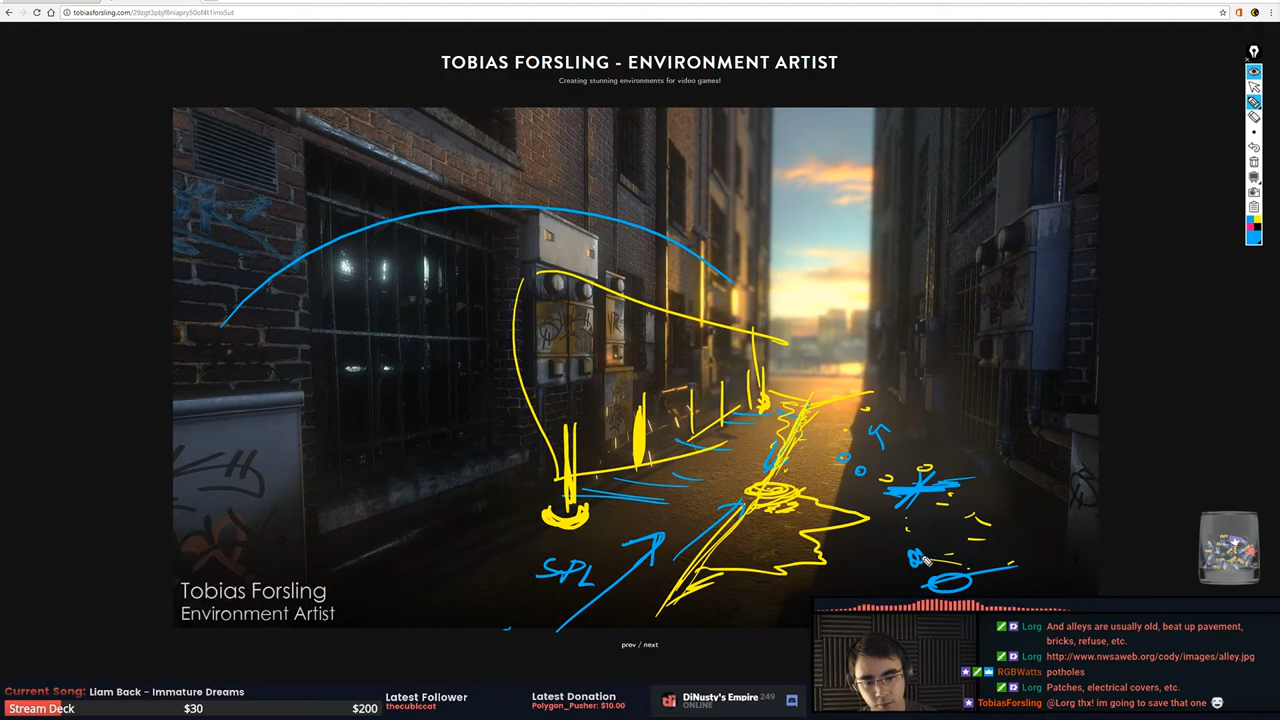 tobiasforsling.com/29zgt3pbjf8niapry50of4t1imx5ut
TOBIAS FORSLING - ENVIRONMENT ARTIST
Creating stunning environments for video games!
SPL
Tobias Forsling
Environment Artist
prev / next
Lorg And alleys are usually old, beat up pavement,
bricks, refuse, etc.
Lorg http://www.nwsaweb.org/cody/images/alley.jpg
RGBWatts potholes
Lorg Patches, electrical covers, etc.
TobiasForsling @Lorg thx! im going to save that one
Current Song: Liam Back - Immature Dreams
Stream Deck $30 $200
Latest Follower
thecubiccat
Latest Donation
Polygon_Pusher: $10.00
DiNusty's Empire 249
ONLINE